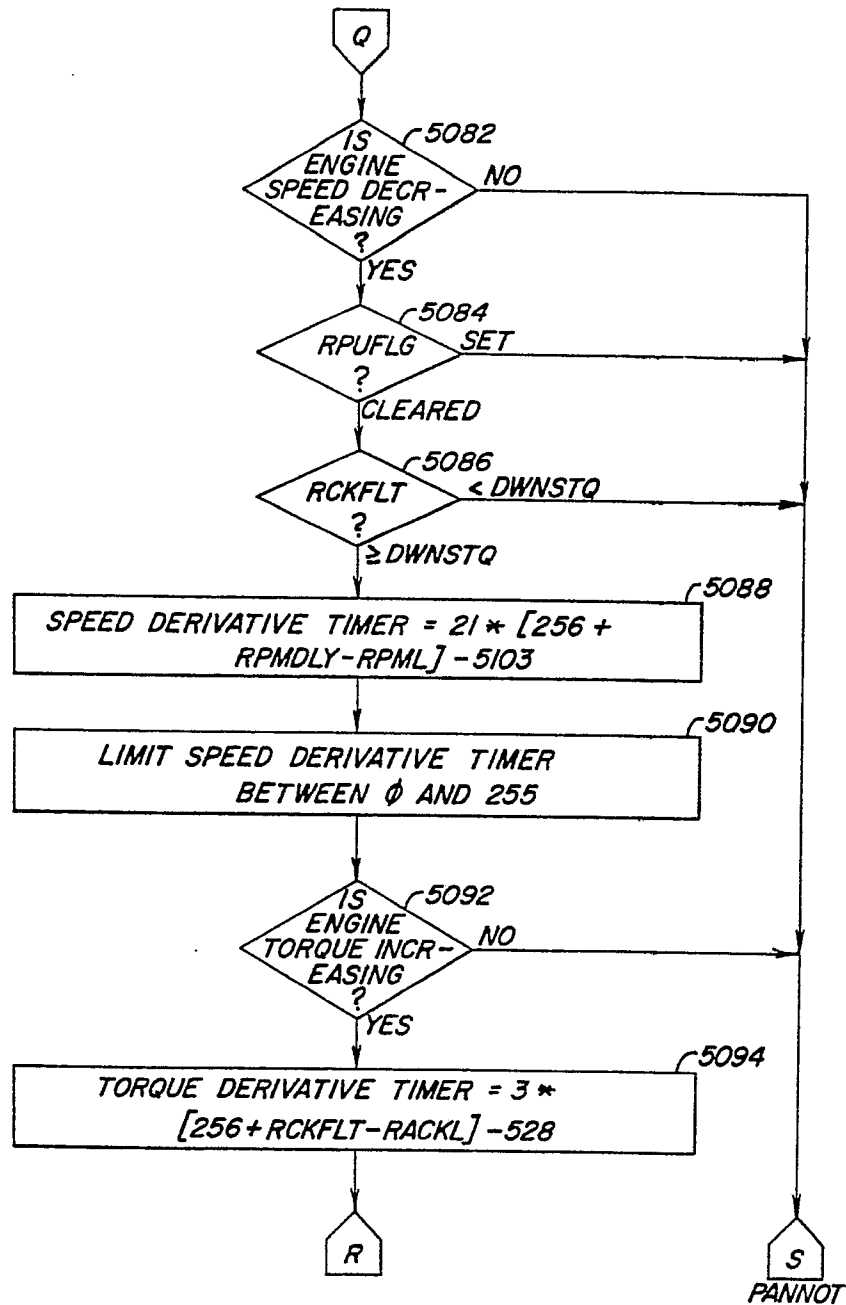 Q
5082
IS
ENGINE
SPEED DECR-
EASING
?
NO
YES
5084
RPUFLG
?
SET
CLEARED
5086
RCKFLT
?
< DWNSTQ
≥ DWNSTQ
5088
SPEED DERIVATIVE TIMER = 21 * [256 +
RPMDLY-RPML] -5103
5090
LIMIT SPEED DERIVATIVE TIMER
BETWEEN ϕ AND 255
5092
IS
ENGINE
TORQUE INCR-
EASING
?
NO
YES
5094
TORQUE DERIVATIVE TIMER = 3 *
[256+RCKFLT-RACKL] -528
R
S
PANNOT